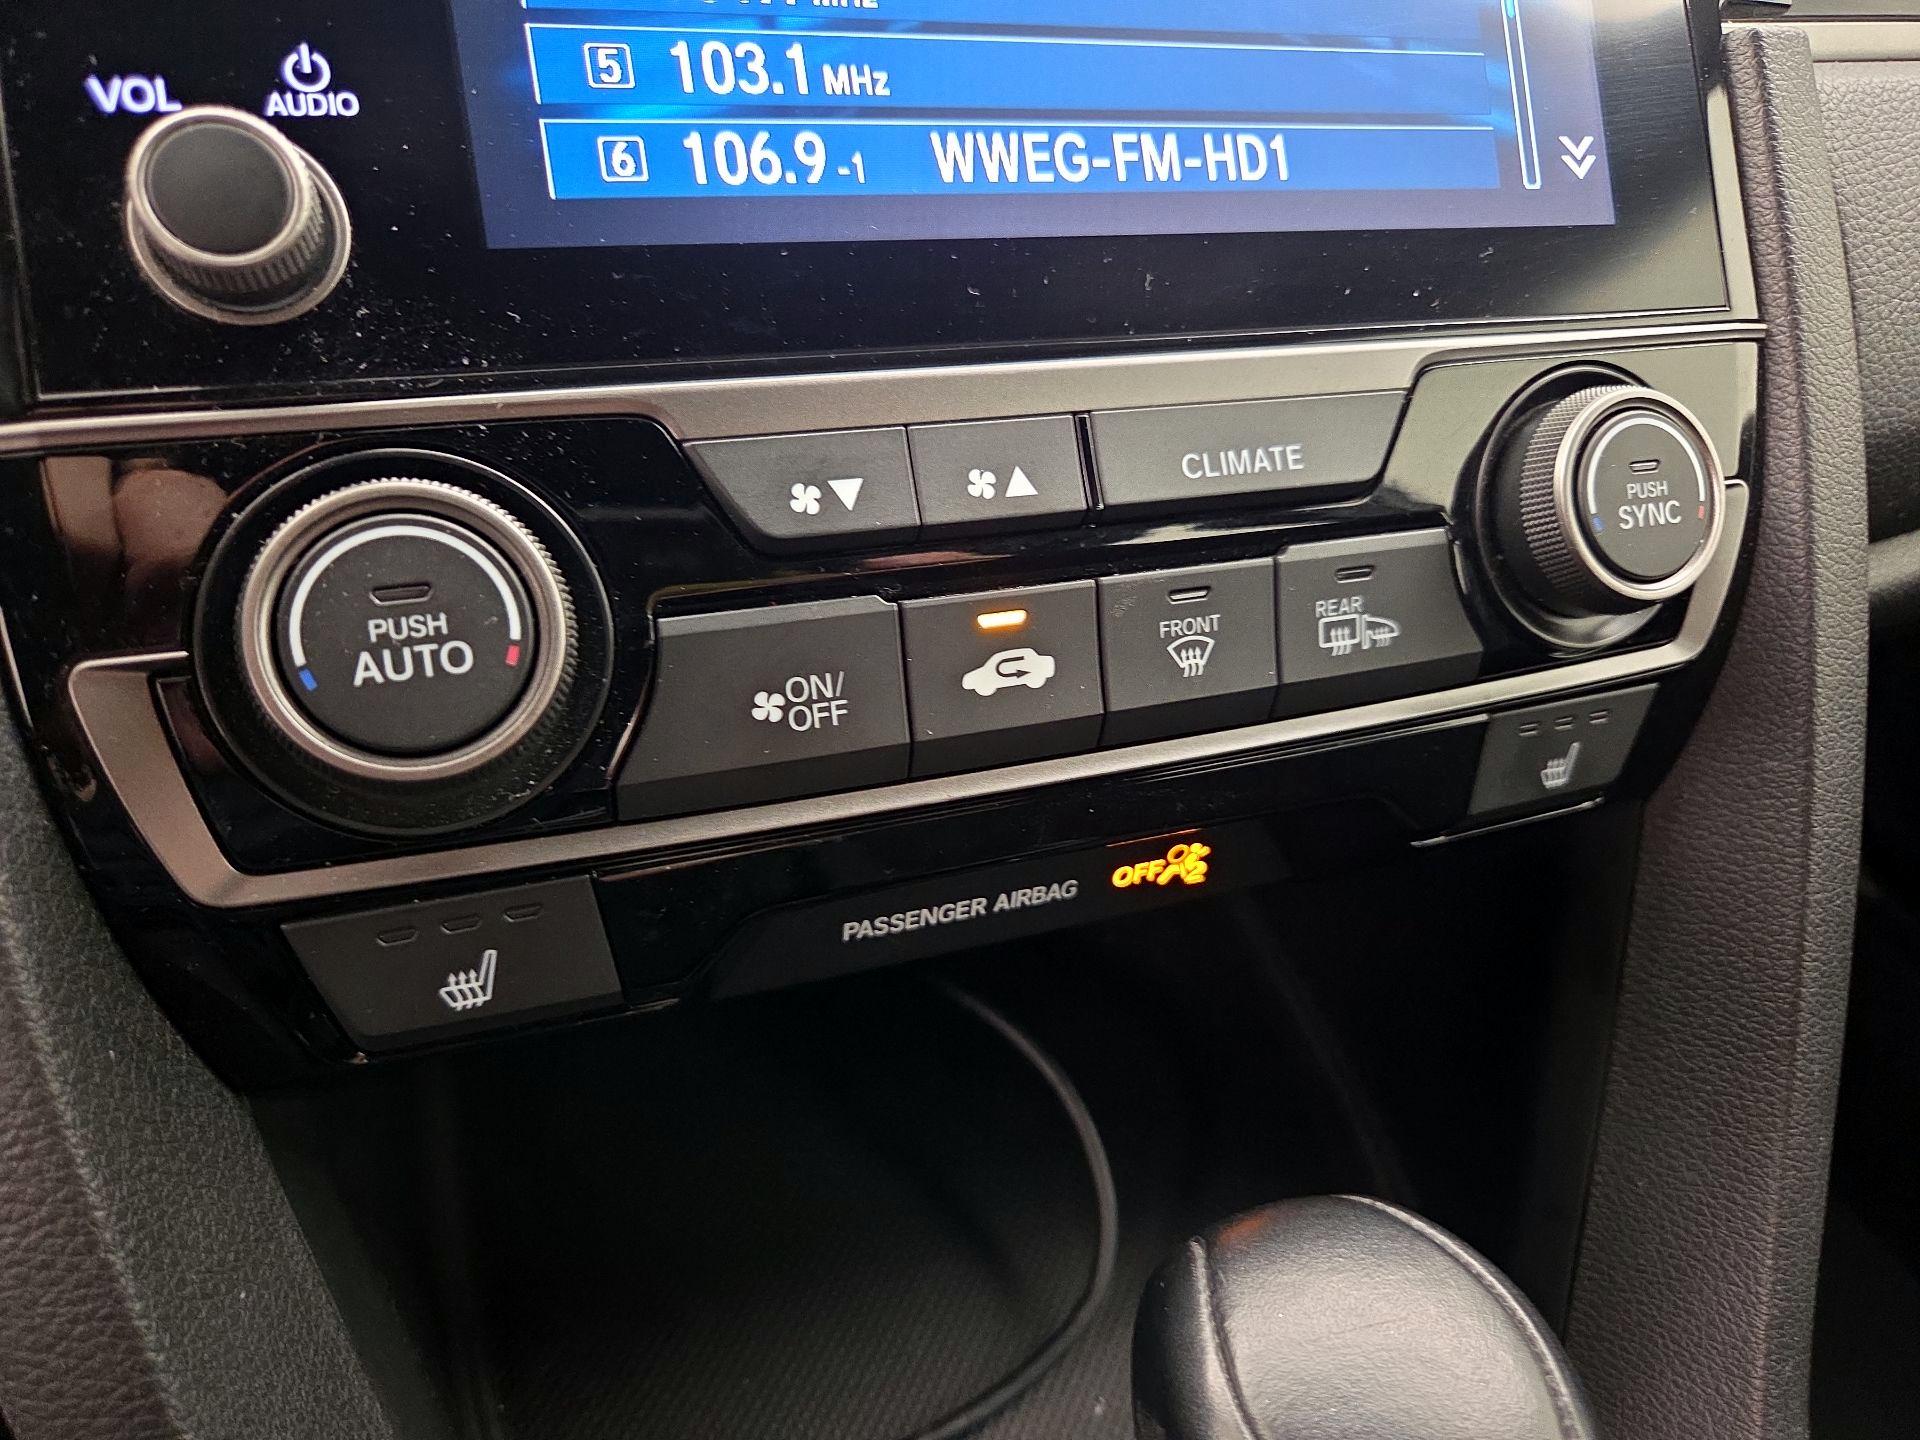 VOL
AUDIO
5 103.1 MHz
6 106.9 -1 WWEG-FM-HD1
CLIMATE
PUSH
SYNC
PUSH
AUTO
ON/
OFF
FRONT
REAR
PASSENGER AIRBAG OFF 2